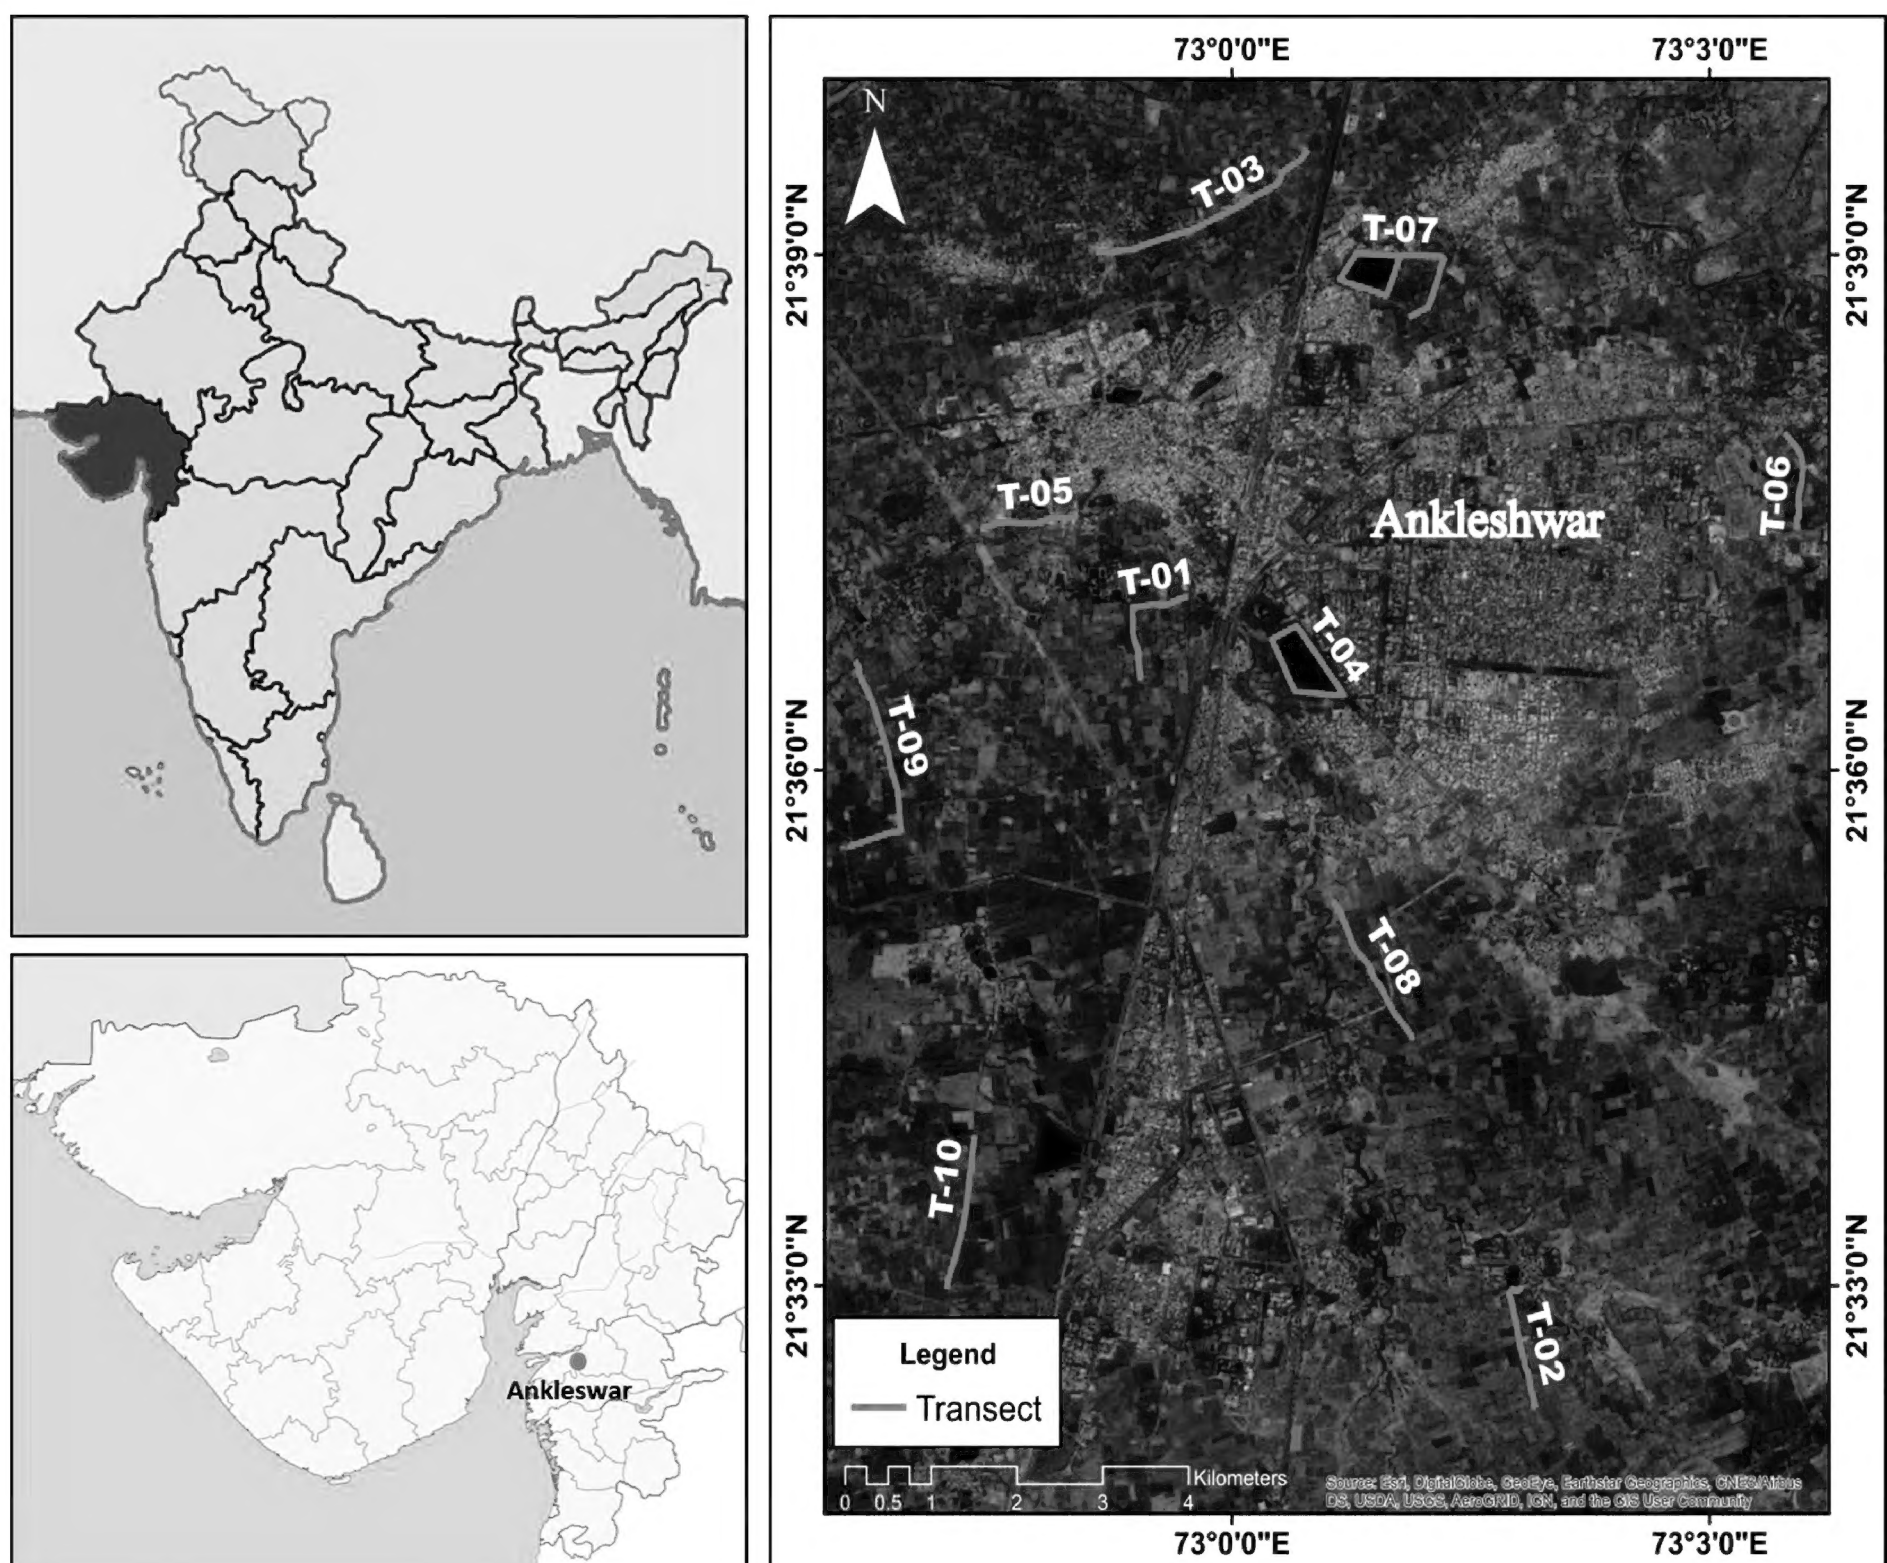 Ankleswar
73°0'0"E
73°3'0"E
N
T-03
T-07
21°39'0"N
21°39'0"N
T-05
Ankleshwar
T-06
T-01
T-04
T-09
21°36'0"N
21°36'0"N
T-08
T-10
21°33'0"N
21°33'0"N
T-02
Legend
Transect
Kilometers
0 0.5 1 2 3 4
Source: Esri, DigitalGlobe, GeoEye, Earthstar Geographics, CNES/Airbus
DS, USDA, USGS, AeroGRID, IGN, and the GIS User Community
73°0'0"E
73°3'0"E